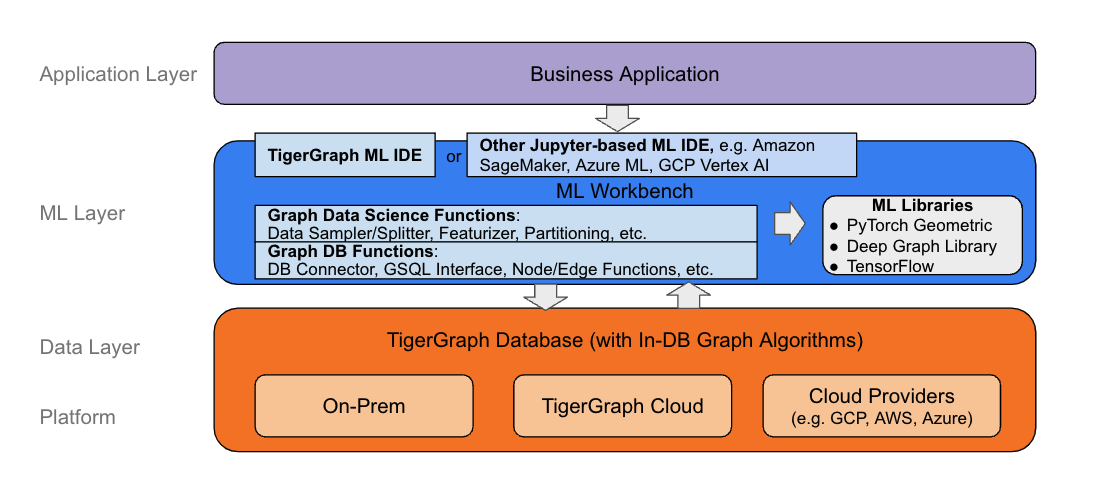 Application Layer
Business Application
TigerGraph ML IDE
or
Other Jupyter-based ML IDE, e.g. Amazon
SageMaker, Azure ML, GCP Vertex AI
ML Workbench
ML Layer
Graph Data Science Functions:
Data Sampler/Splitter, Featurizer, Partitioning, etc.
Graph DB Functions:
DB Connector, GSQL Interface, Node/Edge Functions, etc.
ML Libraries
● PyTorch Geometric
● Deep Graph Library
● TensorFlow
Data Layer
TigerGraph Database (with In-DB Graph Algorithms)
Platform
On-Prem
TigerGraph Cloud
Cloud Providers
(e.g. GCP, AWS, Azure)